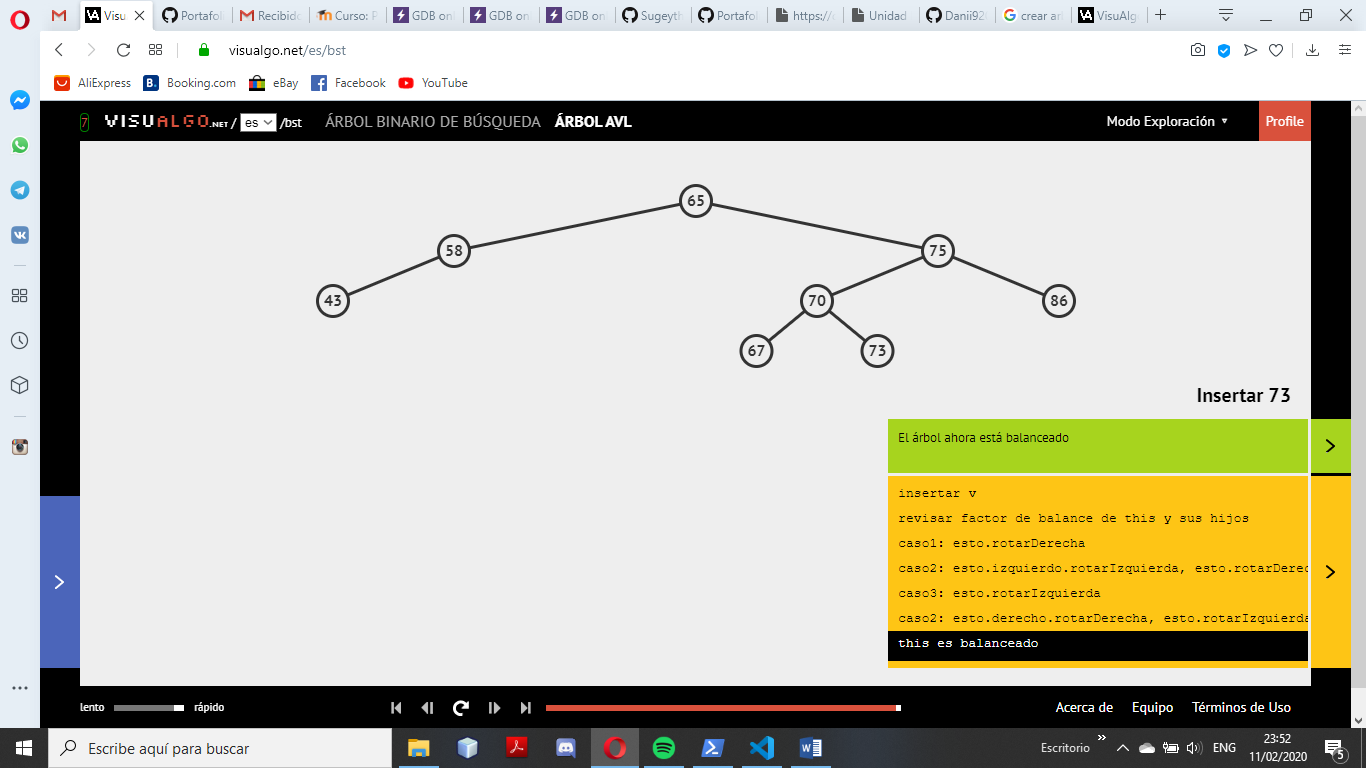 Visu
Portafol
Recibido
Curso: P
GDB onl
GDB on
GDB on
Sugeyth
Portafol
https://c
Unidad
Danii92
crear ar
VisuAlg
visualgo.net/es/bst
AliExpress
Booking.com
eBay
Facebook
YouTube
7 VISUALGO.NET / es /bst ÁRBOL BINARIO DE BÚSQUEDA ÁRBOL AVL Modo Exploración ▼ Profile
65
58 75
43 70 86
67 73
Insertar 73
El árbol ahora está balanceado
insertar v
revisar factor de balance de this y sus hijos
caso1: esto.rotarDerecha
caso2: esto.izquierdo.rotarIzquierda, esto.rotarDerec
caso3: esto.rotarIzquierda
caso2: esto.derecho.rotarDerecha, esto.rotarIzquierda
this es balanceado
lento rápido Acerca de Equipo Términos de Uso
Escribe aquí para buscar
Escritorio
ENG
23:52
11/02/2020
5